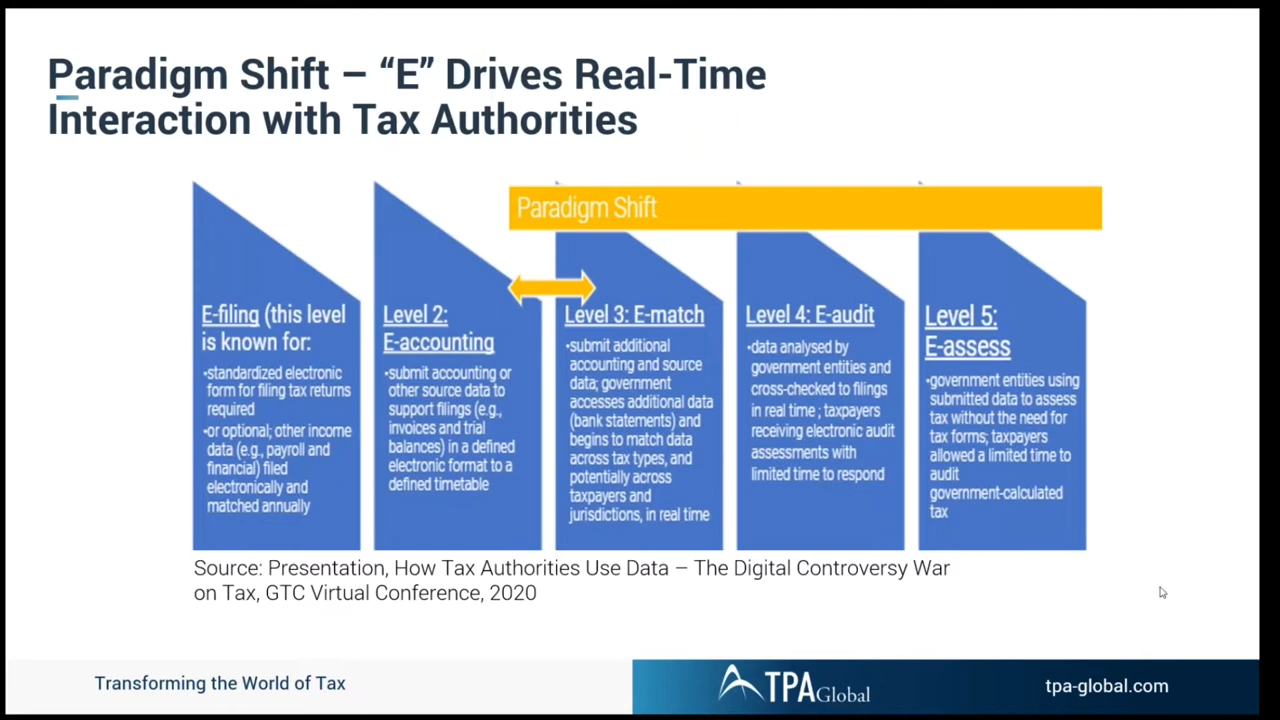 Paradigm Shift – “E” Drives Real-Time
Interaction with Tax Authorities
Paradigm Shift
E-filing (this level
is known for:
•standardized electronic
form for filing tax returns
required
•or optional; other income
data (e.g., payroll and
financial) filed
electronically and
matched annually
Level 2:
E-accounting
•submit accounting or
other source data to
support filings (e.g.,
invoices and trial
balances) in a defined
electronic format to a
defined timetable
Level 3: E-match
•submit additional
accounting and source
data; government
accesses additional data
(bank statements) and
begins to match data
across tax types, and
potentially across
taxpayers and
jurisdictions, in real time
Level 4: E-audit
•data analysed by
government entities and
cross-checked to filings
in real time ; taxpayers
receiving electronic audit
assessments with
limited time to respond
Level 5:
E-assess
•government entities using
submitted data to assess
tax without the need for
tax forms; taxpayers
allowed a limited time to
audit
government-calculated
tax
Source: Presentation, How Tax Authorities Use Data – The Digital Controversy War
on Tax, GTC Virtual Conference, 2020
Transforming the World of Tax
TPA Global
tpa-global.com